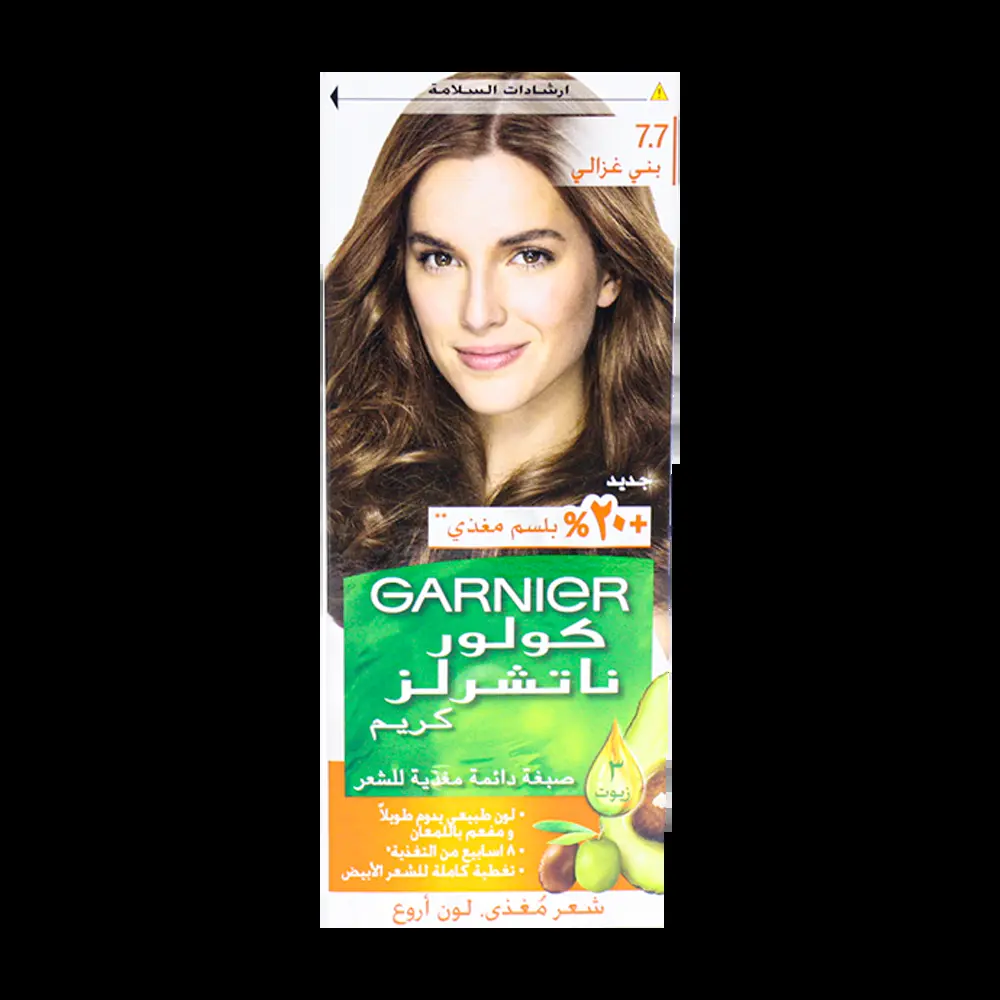 ارشادات السلامة
7.7
بني غزالي
جديد
+٢٠% بلسم مغذي**
GARNIER
كولور
ناتشرلز
كريم
٣
زيوت
صبغة دائمة مغذية للشعر
• لون طبيعي يدوم طويلاً
و مفعم باللمعان
• ٨ اسابيع من التغذية*
• تغطية كاملة للشعر الأبيض
شعر مُغذى. لون أروع